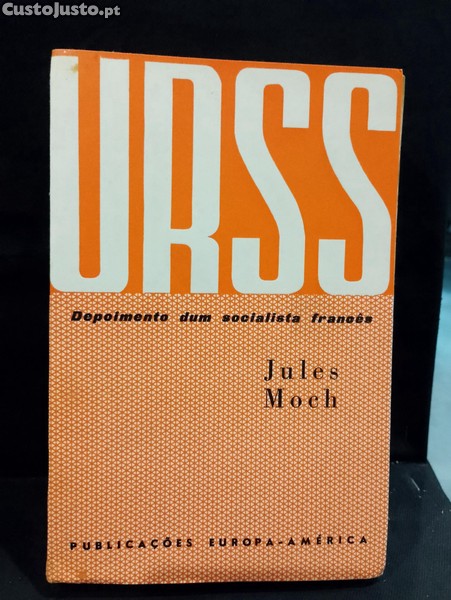 CustoJusto.pt
URSS
Depoimento dum socialista francês
Jules
Moch
PUBLICAÇÕES EUROPA-AMÉRICA